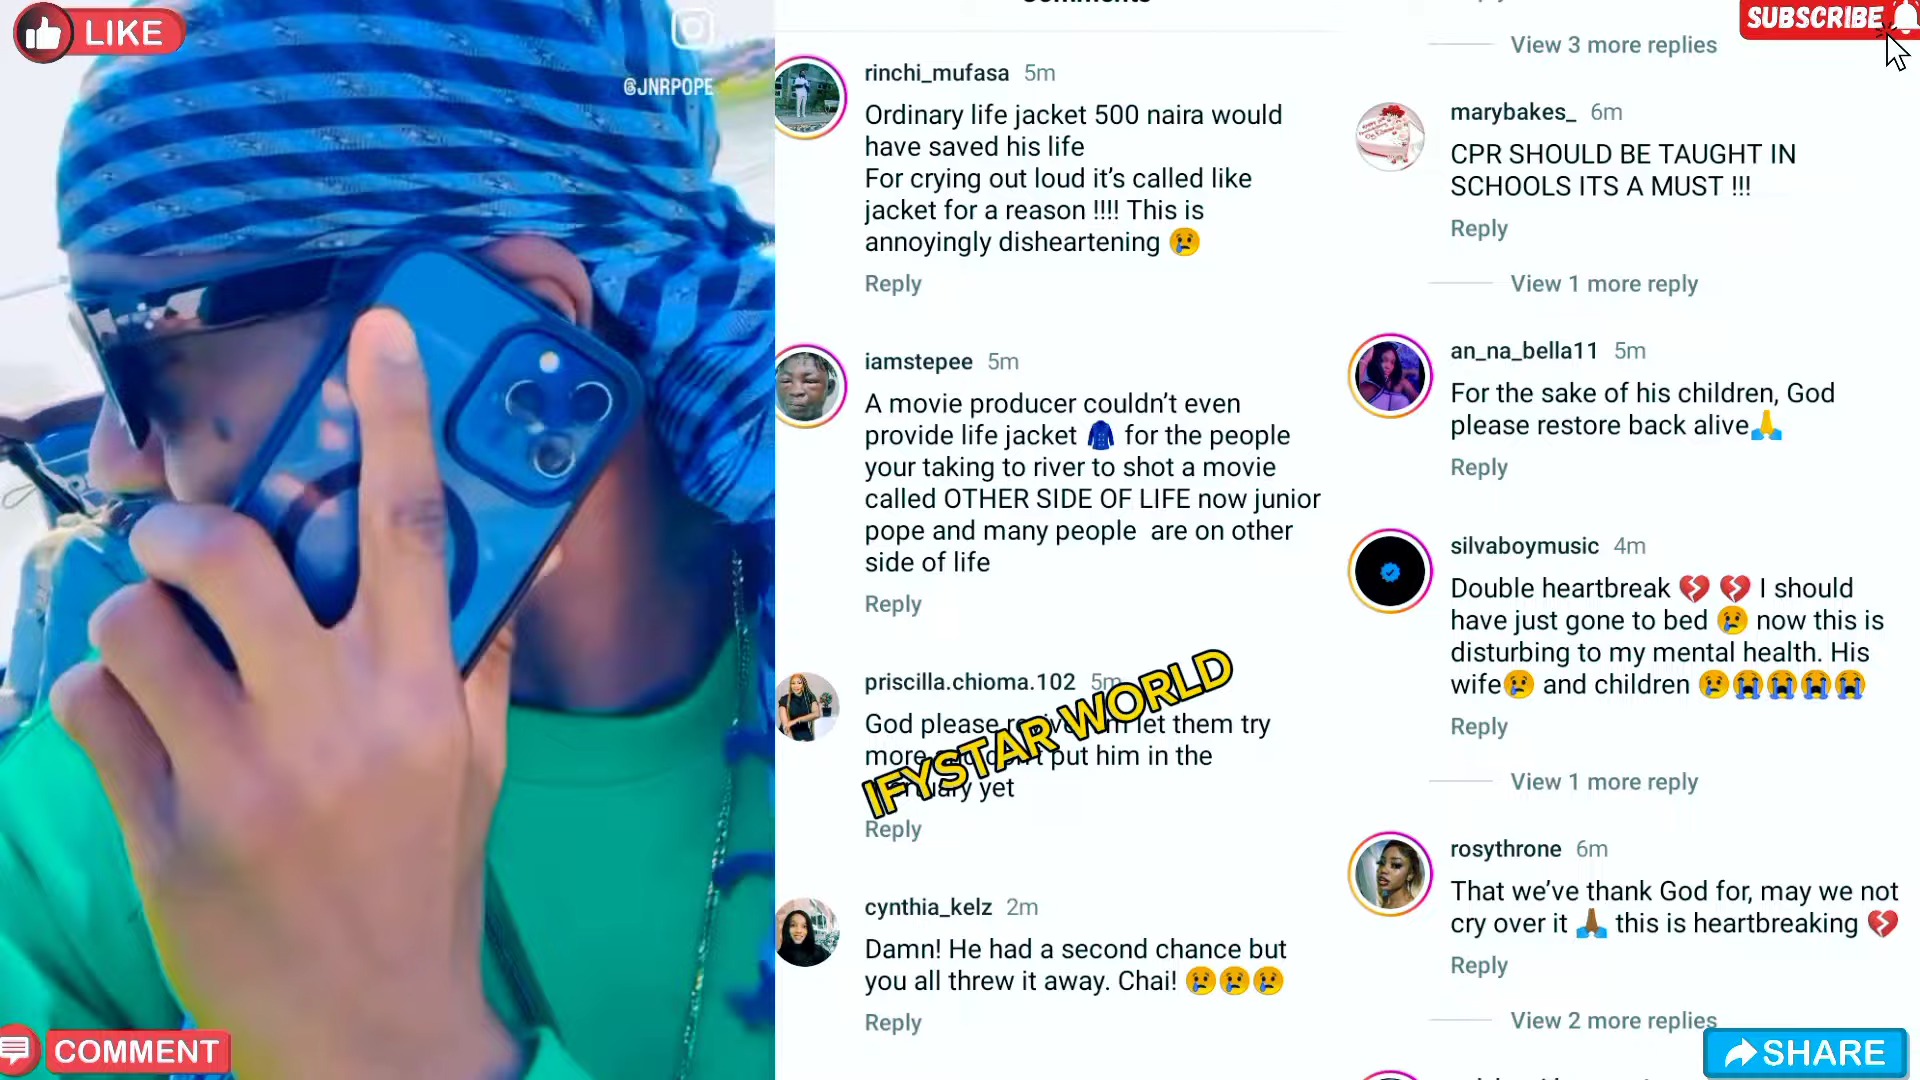 LIKE
@JNRPOPE
rinchi_mufasa 5m
Ordinary life jacket 500 naira would
have saved his life
For crying out loud it’s called like
jacket for a reason !!!! This is
annoyingly disheartening 😢
Reply
iamstepee 5m
A movie producer couldn’t even
provide life jacket 🧥 for the people
your taking to river to shot a movie
called OTHER SIDE OF LIFE now junior
pope and many people are on other
side of life
Reply
priscilla.chioma.102 5m
God please let them try
more put him in the
yet
Reply
IFYSTAR WORLD
cynthia_kelz 2m
Damn! He had a second chance but
you all threw it away. Chai! 😢😢😢
Reply
COMMENT
SUBSCRIBE
View 3 more replies
marybakes_ 6m
CPR SHOULD BE TAUGHT IN
SCHOOLS ITS A MUST !!!
Reply
View 1 more reply
an_na_bella11 5m
For the sake of his children, God
please restore back alive🙏
Reply
silvaboymusic 4m
Double heartbreak 💔 💔 I should
have just gone to bed 😢 now this is
disturbing to my mental health. His
wife😢 and children 😢😭😭😭😭
Reply
View 1 more reply
rosythrone 6m
That we’ve thank God for, may we not
cry over it 🙏🏾 this is heartbreaking 💔
Reply
View 2 more replies
SHARE